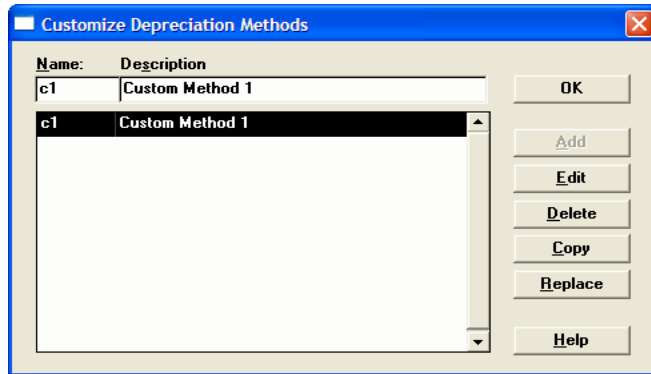 Customize Depreciation Methods
Name: Description
c1 Custom Method 1
OK
c1 Custom Method 1
Add
Edit
Delete
Copy
Replace
Help